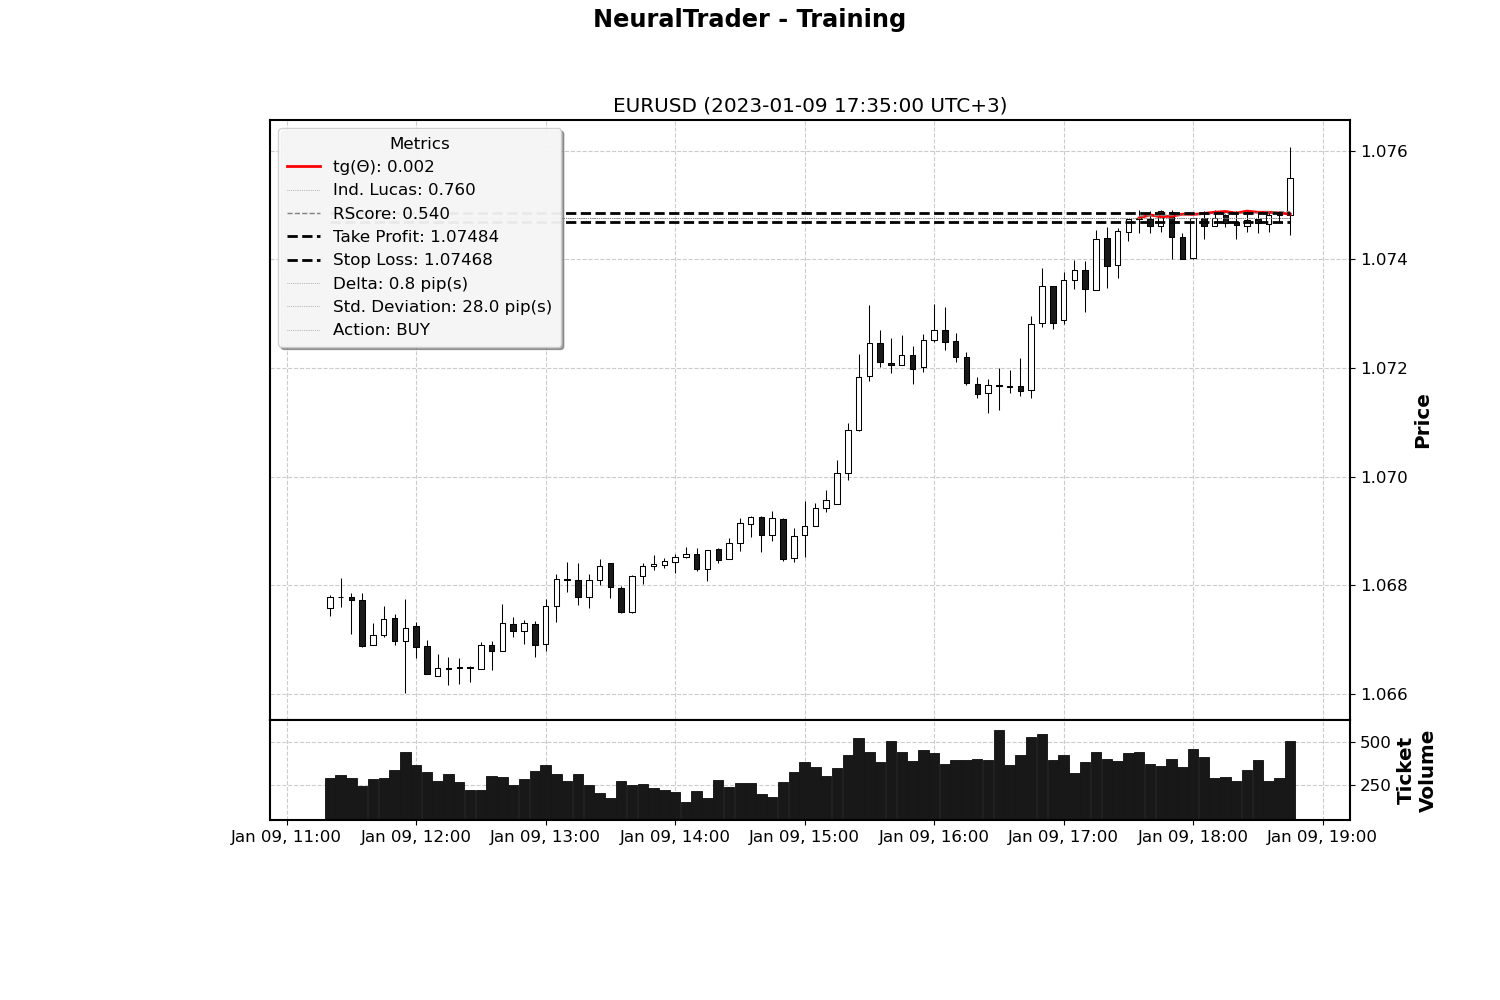 NeuralTrader - Training
EURUSD (2023-01-09 17:35:00 UTC+3)
Metrics
tg(Θ): 0.002
Ind. Lucas: 0.760
RScore: 0.540
Take Profit: 1.07484
Stop Loss: 1.07468
Delta: 0.8 pip(s)
Std. Deviation: 28.0 pip(s)
Action: BUY
1.076
1.074
1.072
1.070
1.068
1.066
Price
500
250
Ticket
Volume
Jan 09, 11:00
Jan 09, 12:00
Jan 09, 13:00
Jan 09, 14:00
Jan 09, 15:00
Jan 09, 16:00
Jan 09, 17:00
Jan 09, 18:00
Jan 09, 19:00